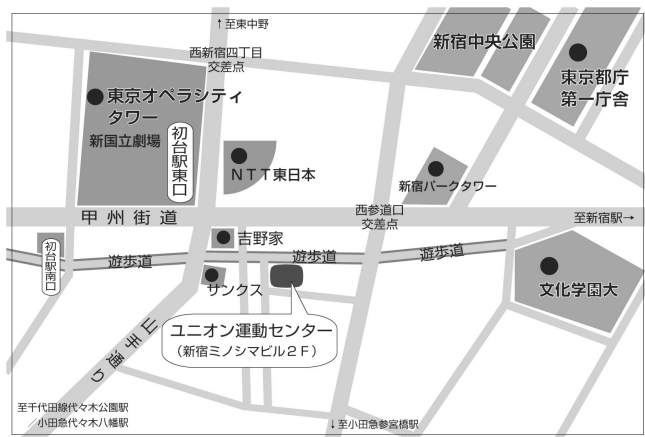 ↑至東中野
西新宿四丁目
交差点
新宿中央公園
東京都庁
第一庁舎
東京オペラシティ
タワー
新国立劇場
初台駅東口
NTT東日本
新宿パークタワー
甲州街道
西参道口
交差点
至新宿駅→
初台駅南口
吉野家
遊歩道
遊歩道
遊歩道
サンクス
文化学園大
ユニオン運動センター
(新宿ミノシマビル2F)
山手通り
至千代田線代々木公園駅
/小田急代々木八幡駅
↓至小田急参宮橋駅